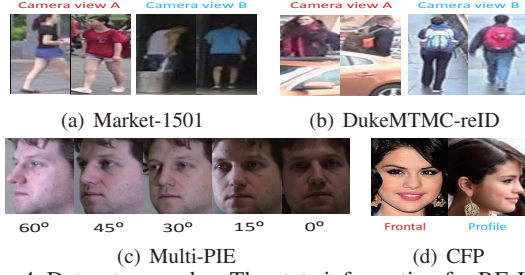 Camera view A Camera view B Camera view A Camera view B
(a) Market-1501 (b) DukeMTMC-reID
60° 45° 30° 15° 0° Frontal Profile
(c) Multi-PIE (d) CFP